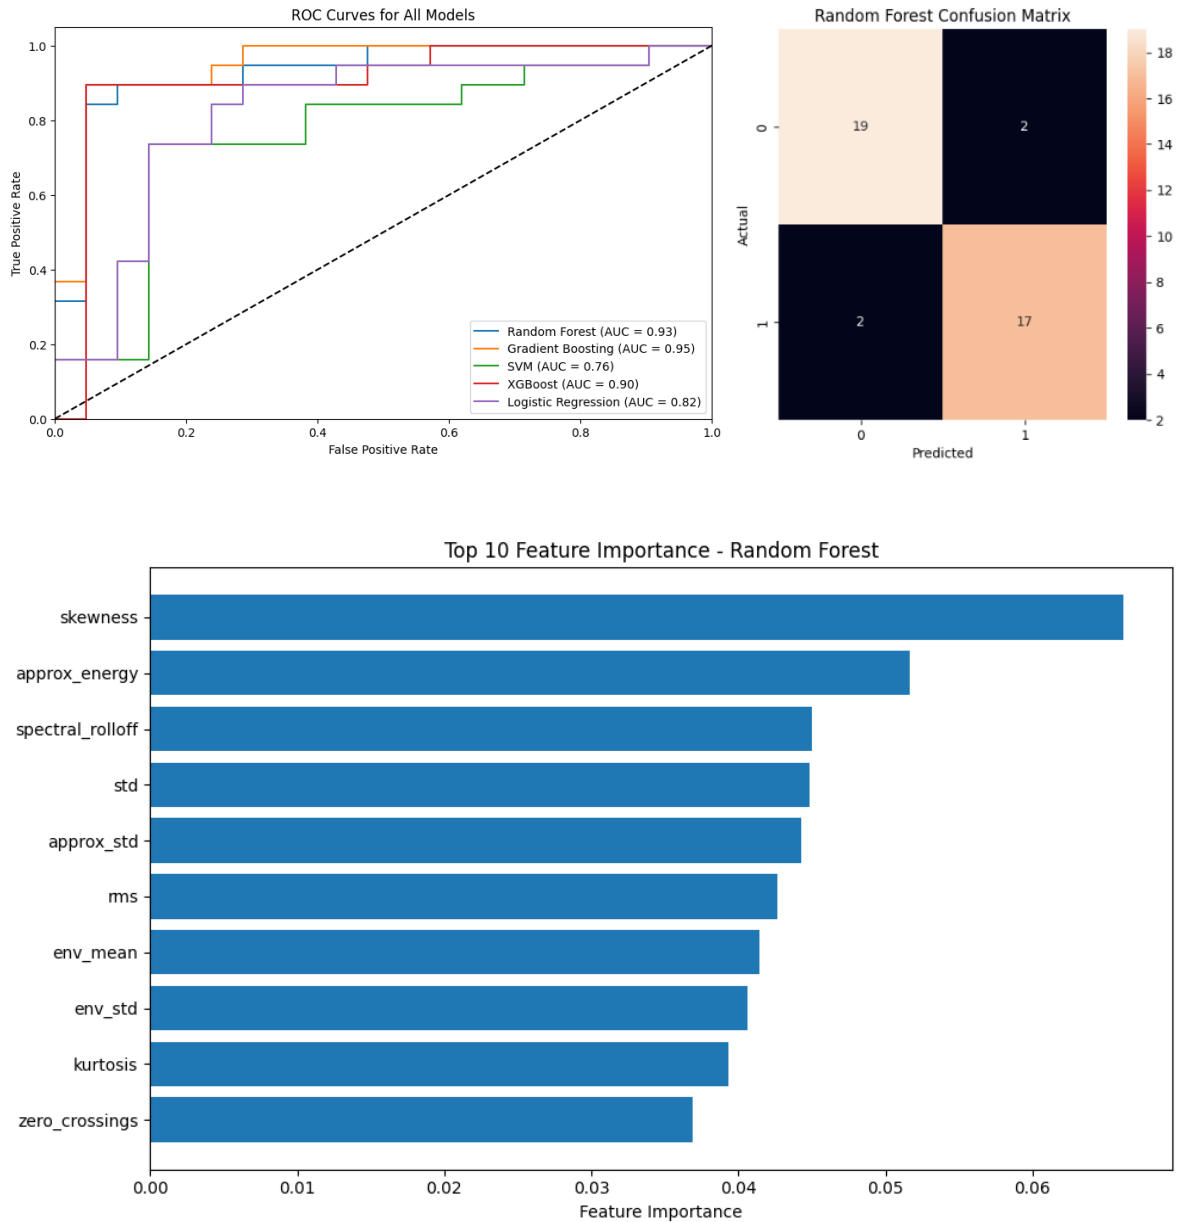 ROC Curves for All Models
1.0
0.8
0.6
0.4
0.2
0.0
True Positive Rate
0.0 0.2 0.4 0.6 0.8 1.0
False Positive Rate
Random Forest (AUC = 0.93)
Gradient Boosting (AUC = 0.95)
SVM (AUC = 0.76)
XGBoost (AUC = 0.90)
Logistic Regression (AUC = 0.82)
Random Forest Confusion Matrix
Actual
0
1
19 2
2 17
0 1
Predicted
18
16
14
12
10
8
6
4
2
Top 10 Feature Importance - Random Forest
skewness
approx_energy
spectral_rolloff
std
approx_std
rms
env_mean
env_std
kurtosis
zero_crossings
0.00 0.01 0.02 0.03 0.04 0.05 0.06
Feature Importance